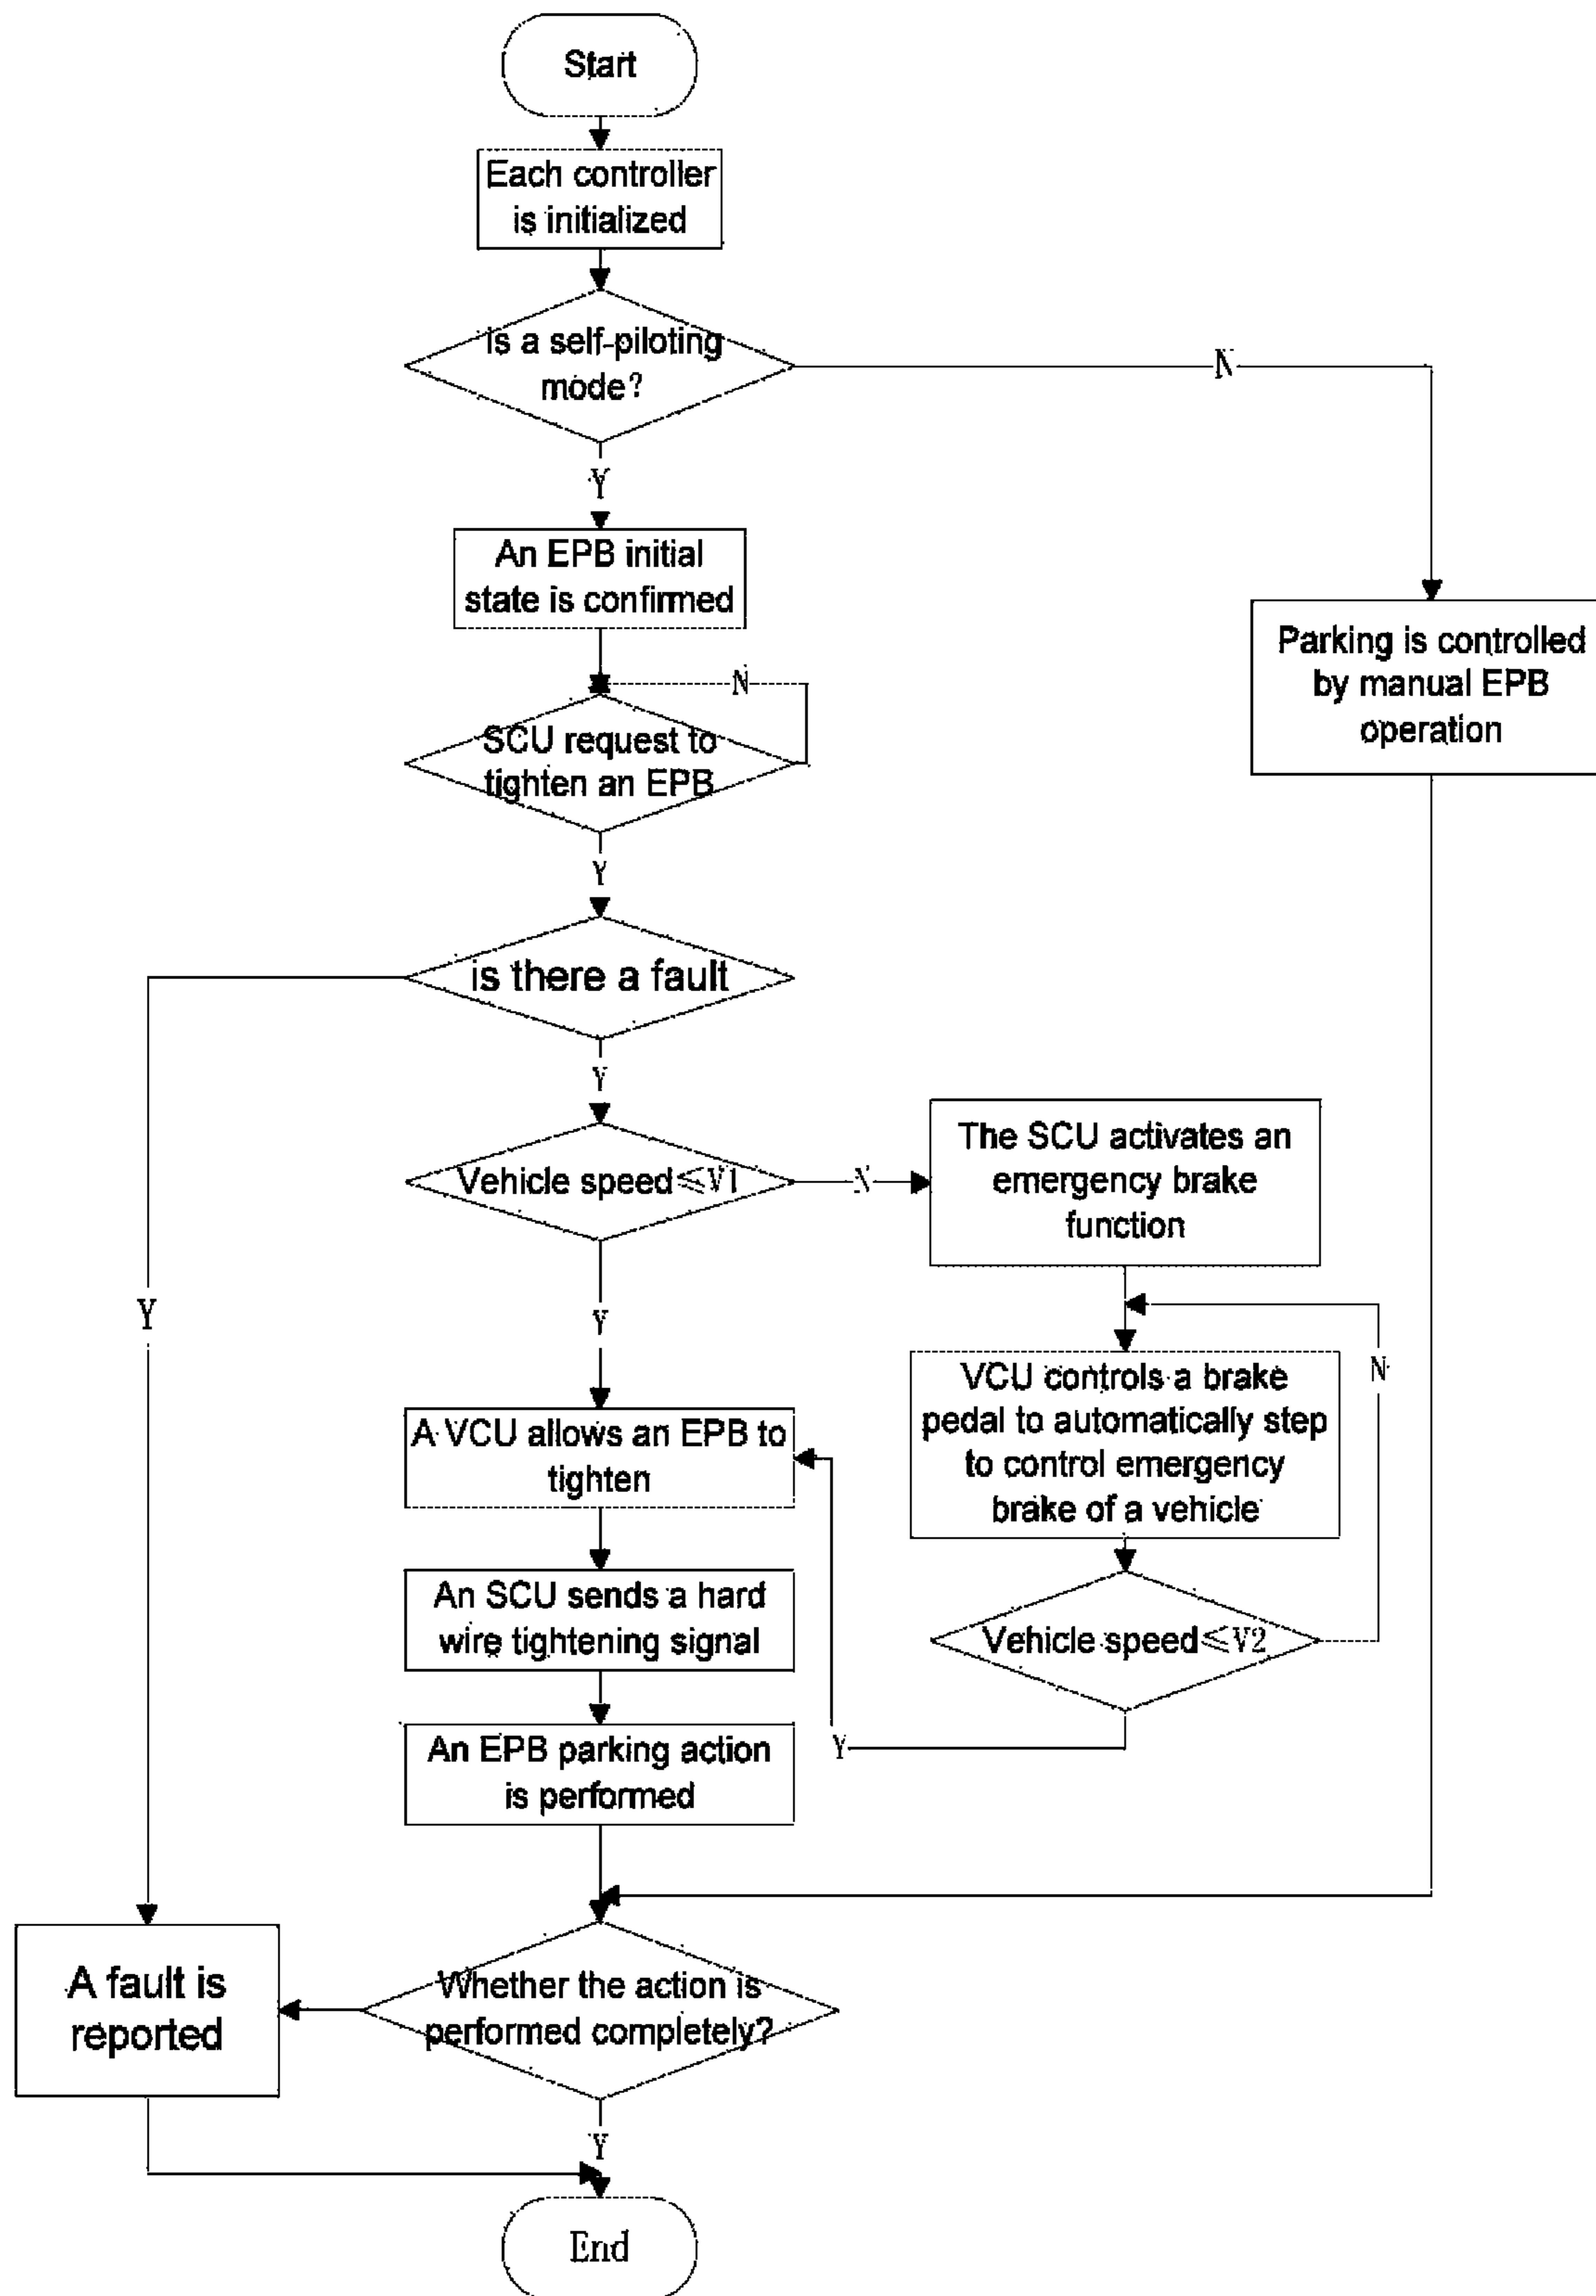 Start
Each controller
is initialized
is a self-piloting
mode?
N
Y
An EPB initial
state is confirmed
Parking is controlled
by manual EPB
operation
N
SCU request to
tighten an EPB
Y
is there a fault
Y
Y
Vehicle speed≤V1
N
The SCU activates an
emergency brake
function
Y
N
VCU controls a brake
pedal to automatically step
to control emergency
brake of a vehicle
A VCU allows an EPB to
tighten
An SCU sends a hard
wire tightening signal
Vehicle speed≤V2
Y
An EPB parking action
is performed
A fault is
reported
Whether the action is
performed completely?
Y
End